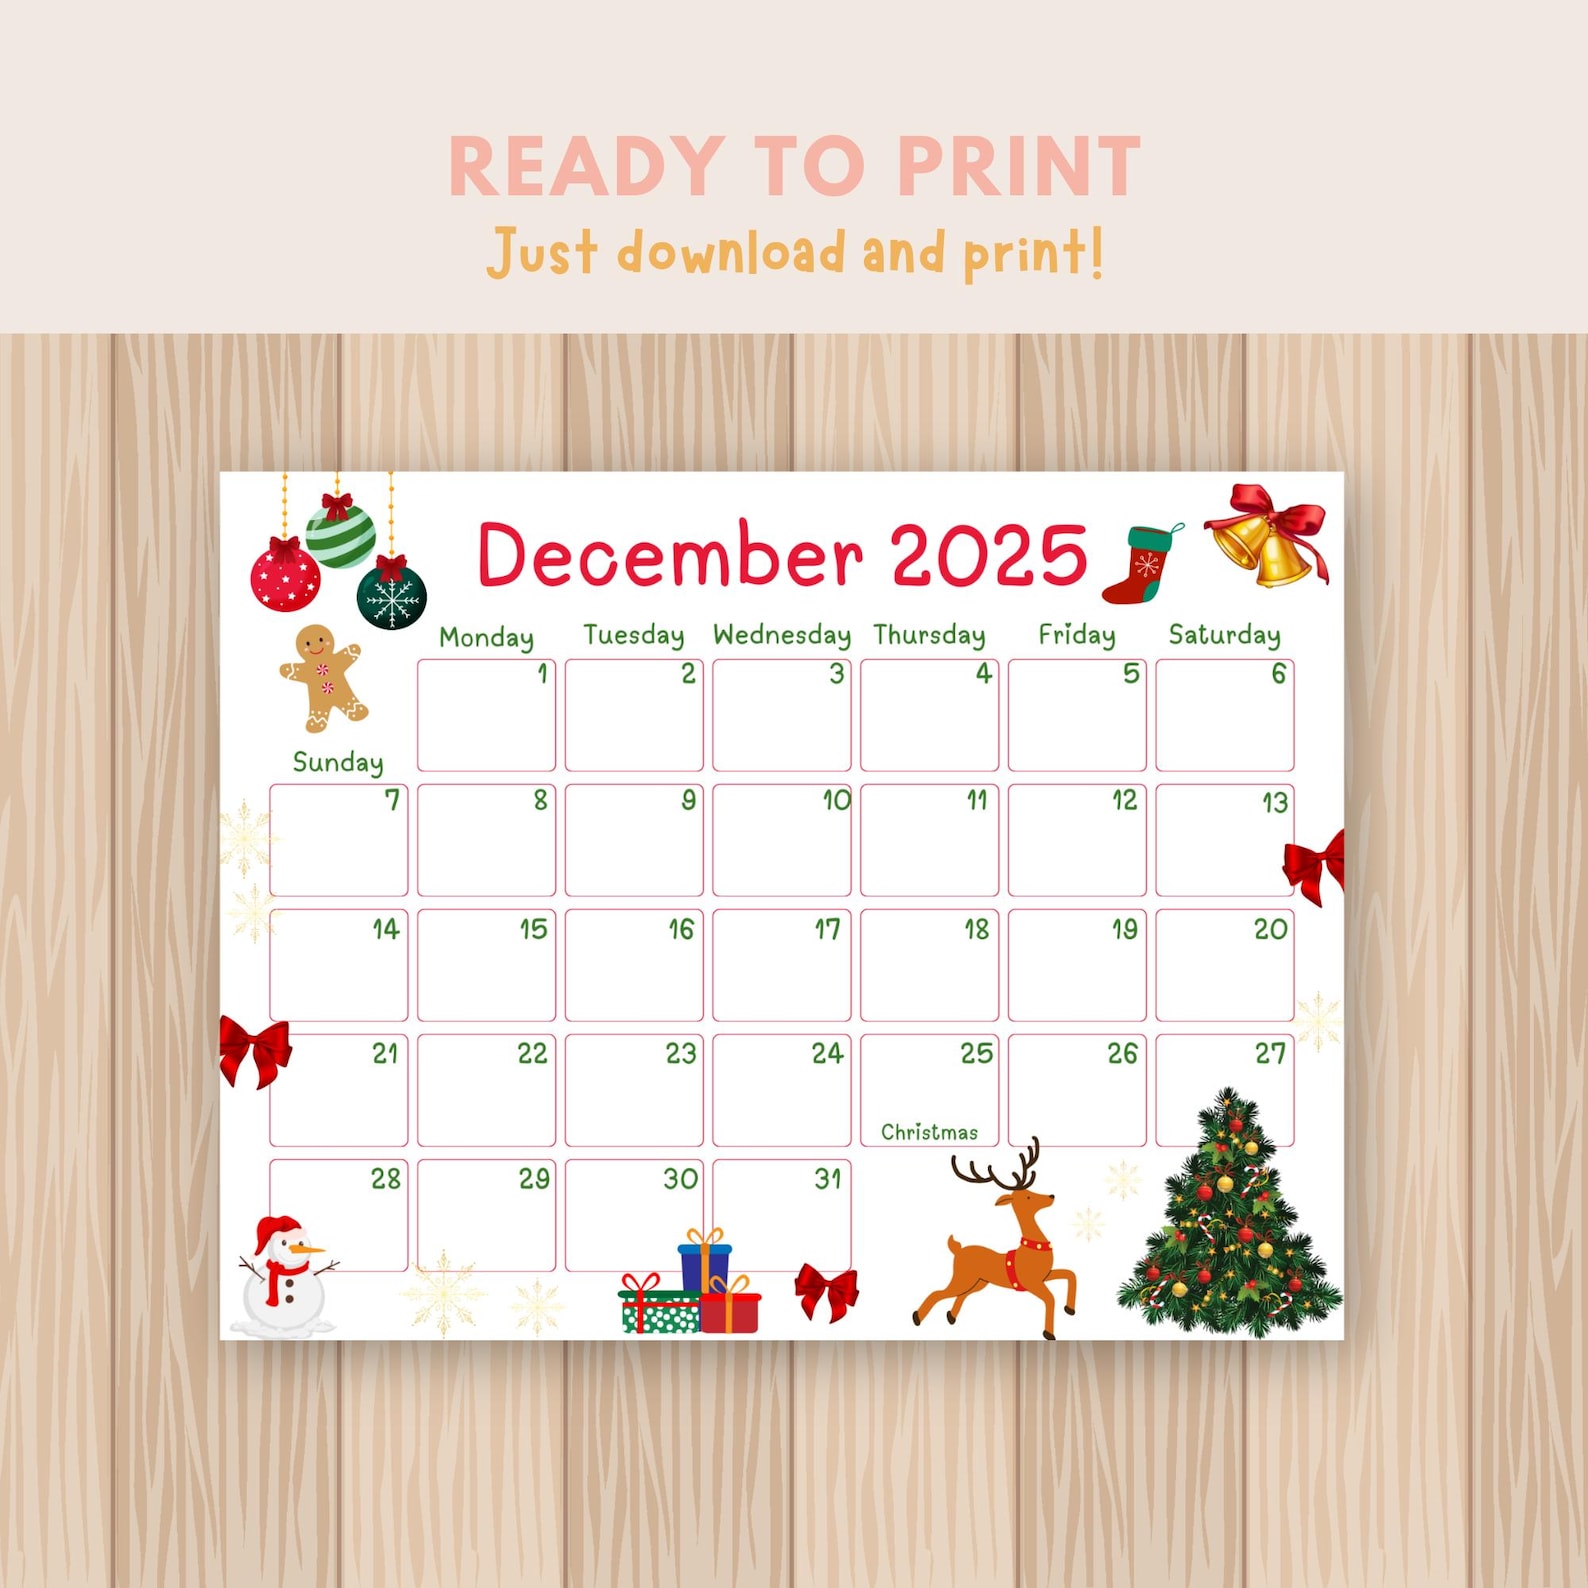 READY TO PRINT
Just download and print!
December 2025
Monday Tuesday Wednesday Thursday Friday Saturday
1 2 3 4 5 6
Sunday
7 8 9 10 11 12 13
14 15 16 17 18 19 20
21 22 23 24 25 26 27
Christmas
28 29 30 31